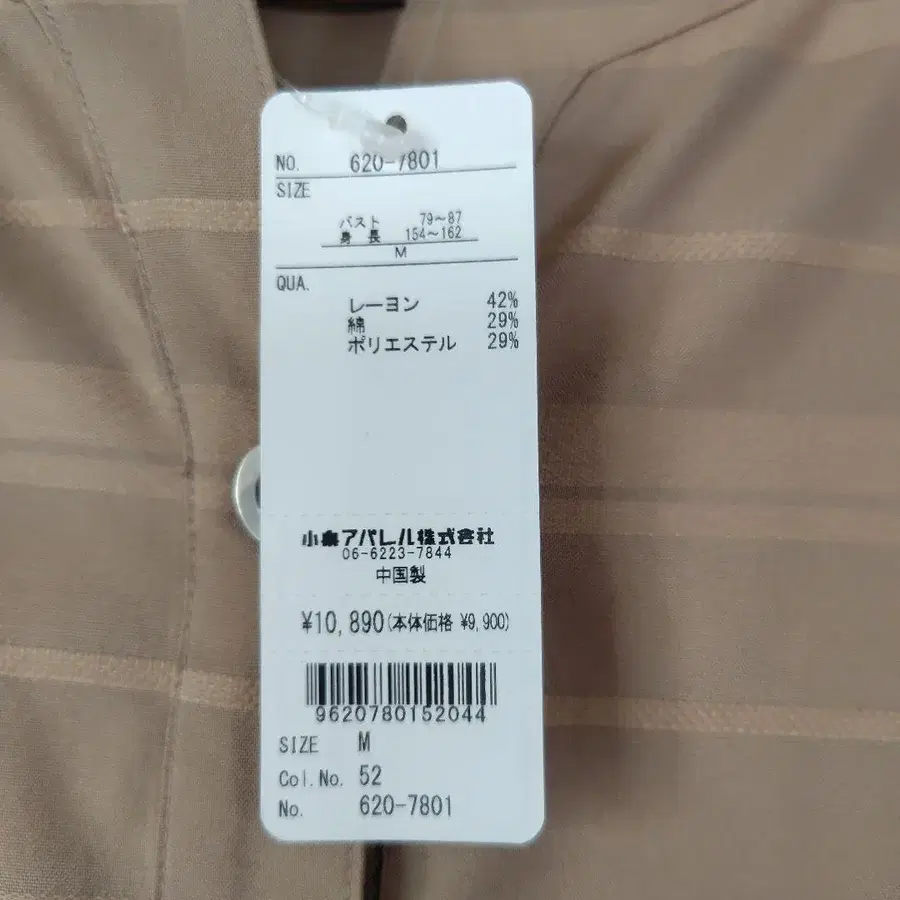 NO. 620-7801
SIZE
バスト 79～87
身長 154～162
M
QUA.
レーヨン 42%
綿 29%
ポリエステル 29%
小泉アパレル株式会社
06-6223-7844
中国製
¥10,890(本体価格 ¥9,900)
9620780152044
SIZE M
Col.No. 52
No. 620-7801